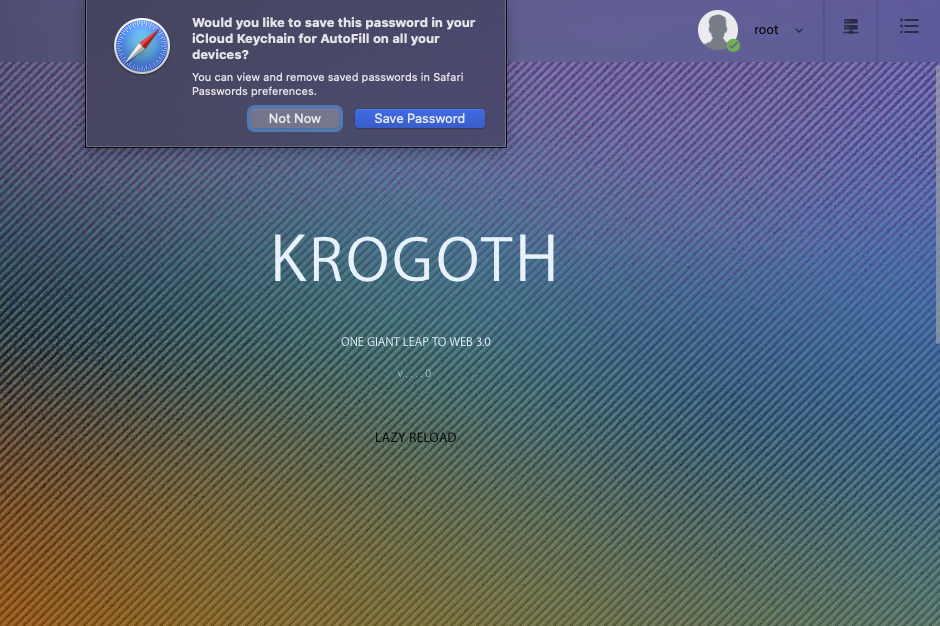 Would you like to save this password in your
iCloud Keychain for AutoFill on all your
devices?
You can view and remove saved passwords in Safari
Passwords preferences.
Not Now
Save Password
root
KROGOTH
ONE GIANT LEAP TO WEB 3.0
v....0
LAZY RELOAD